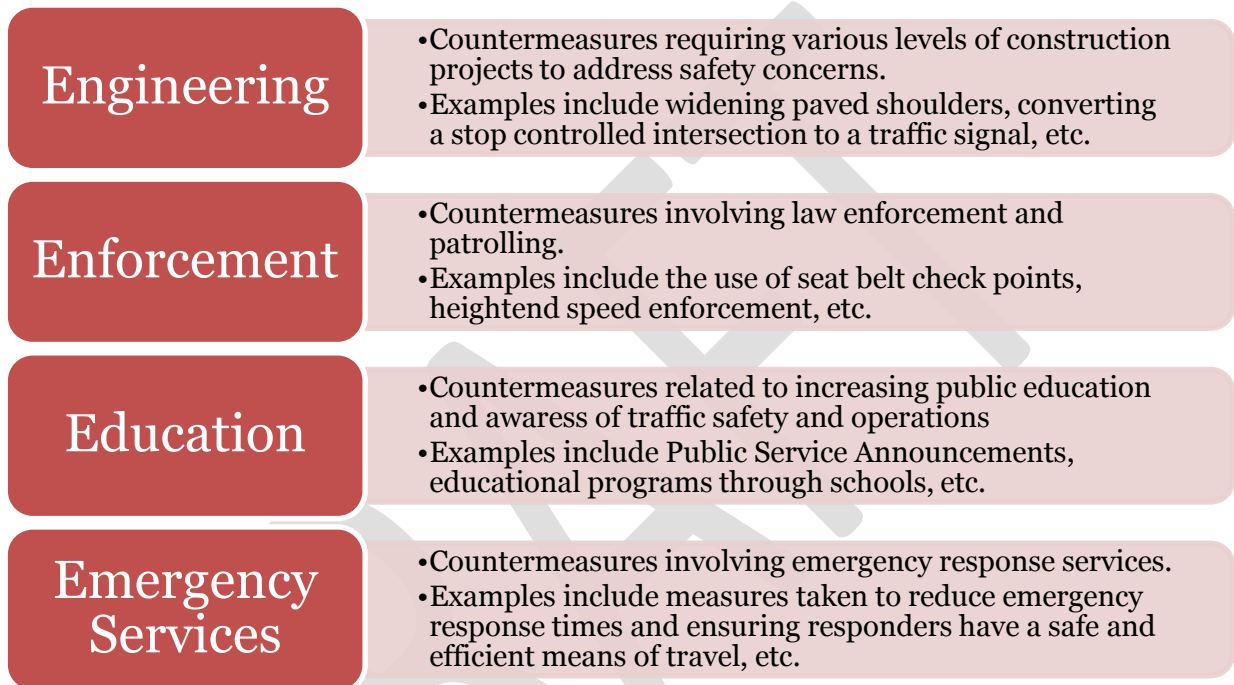 Engineering
•Countermeasures requiring various levels of construction
projects to address safety concerns.
•Examples include widening paved shoulders, converting
a stop controlled intersection to a traffic signal, etc.
Enforcement
•Countermeasures involving law enforcement and
patrolling.
•Examples include the use of seat belt check points,
heightend speed enforcement, etc.
Education
•Countermeasures related to increasing public education
and awaress of traffic safety and operations
•Examples include Public Service Announcements,
educational programs through schools, etc.
Emergency
Services
•Countermeasures involving emergency response services.
•Examples include measures taken to reduce emergency
response times and ensuring responders have a safe and
efficient means of travel, etc.
DRAFT